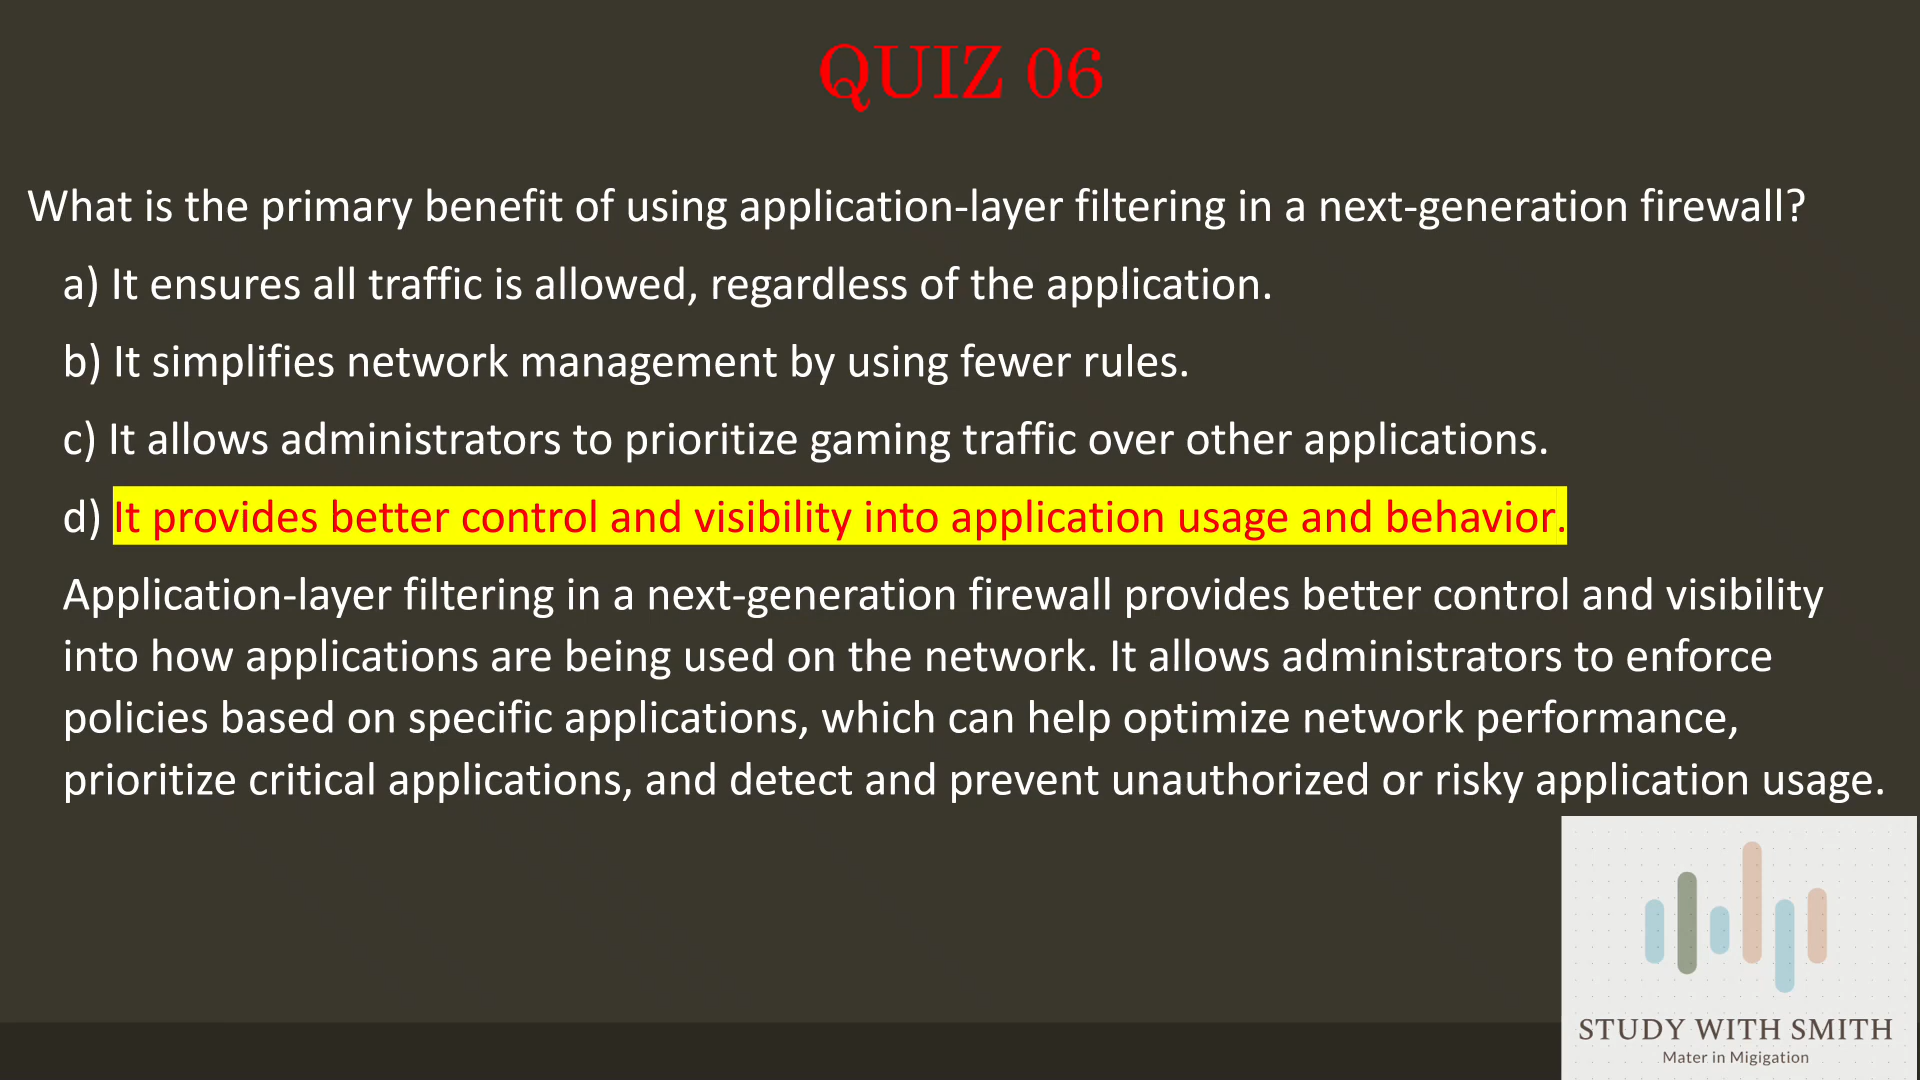 QUIZ 06
What is the primary benefit of using application-layer filtering in a next-generation firewall?
a) It ensures all traffic is allowed, regardless of the application.
b) It simplifies network management by using fewer rules.
c) It allows administrators to prioritize gaming traffic over other applications.
d) It provides better control and visibility into application usage and behavior.
Application-layer filtering in a next-generation firewall provides better control and visibility
into how applications are being used on the network. It allows administrators to enforce
policies based on specific applications, which can help optimize network performance,
prioritize critical applications, and detect and prevent unauthorized or risky application usage.
STUDY WITH SMITH
Mater in Migigation